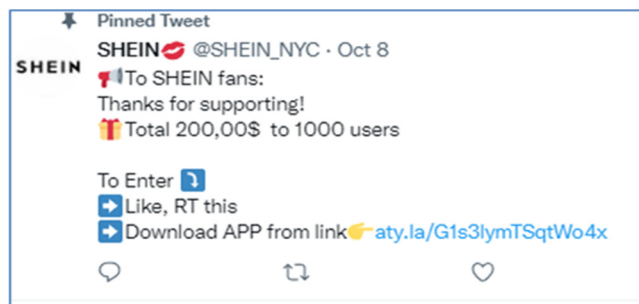 Pinned Tweet
SHEIN💋 @SHEIN_NYC · Oct 8
SHEIN
📢To SHEIN fans:
Thanks for supporting!
🎁Total 200,00$ to 1000 users
To Enter ⤵️
➡️Like, RT this
➡️Download APP from link👉aty.la/G1s3lymTSqtWo4x